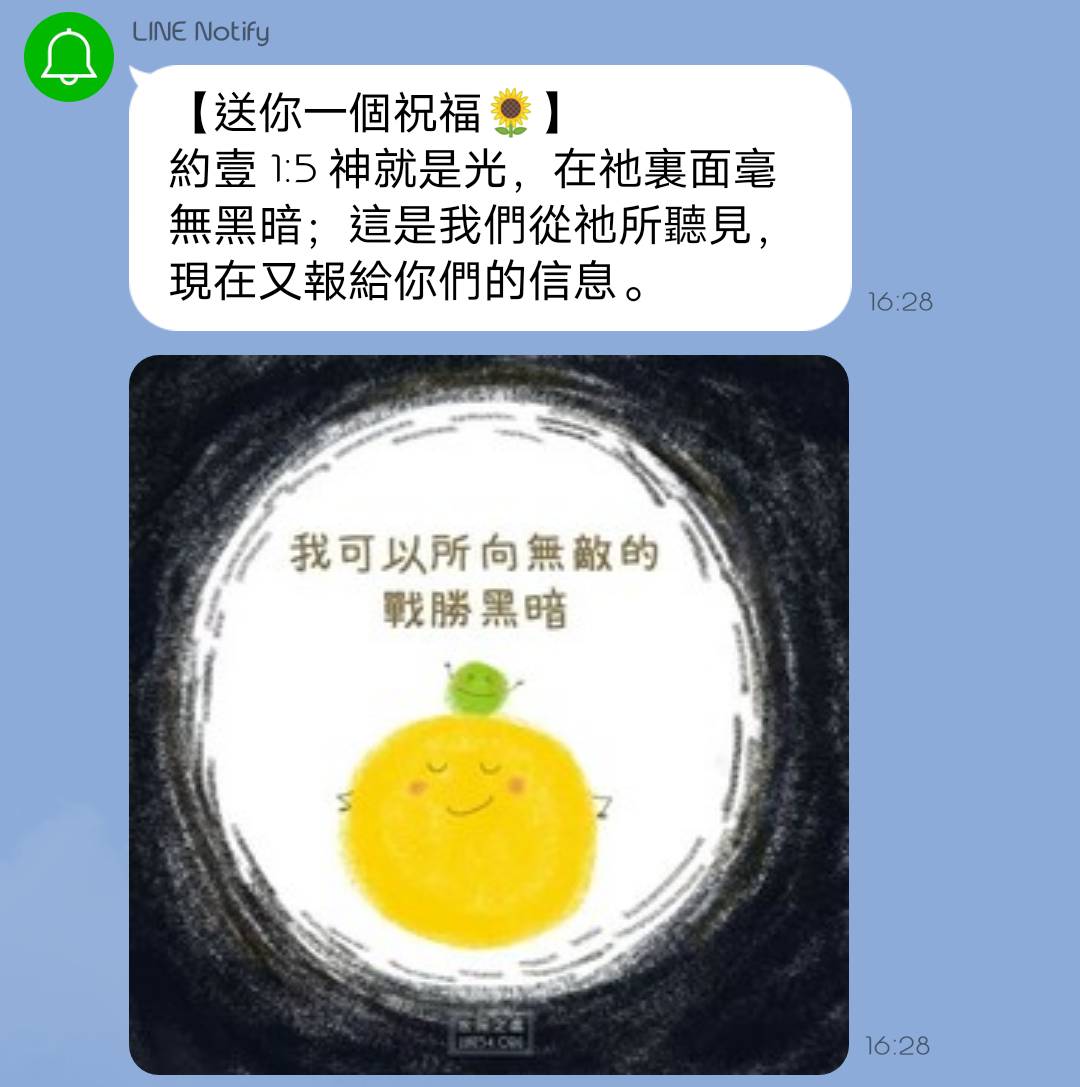 LINE Notify
【送你一個祝福🌻】
約壹 1:5 神就是光，在祂裏面毫
無黑暗；這是我們從祂所聽見，
現在又報給你們的信息。
16:28
我可以所向無敵的
戰勝黑暗
16:28